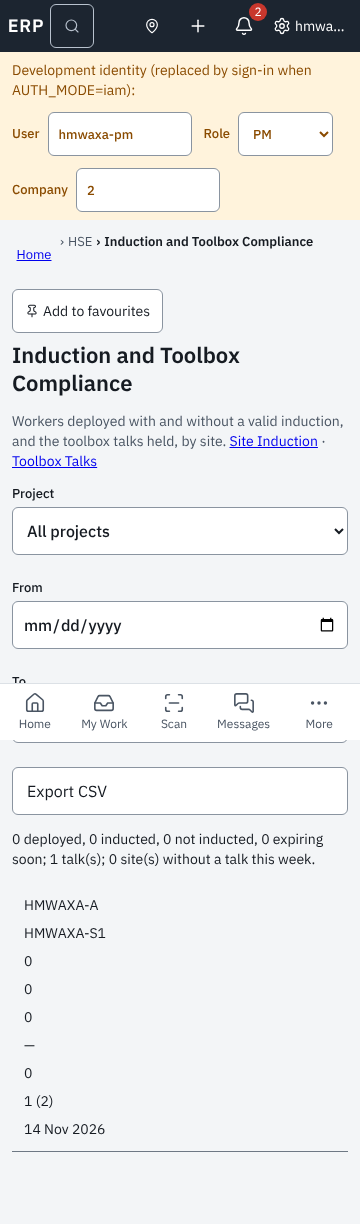 ERP
2
hmwa...
Development identity (replaced by sign-in when
AUTH_MODE=iam):
User hmwaxa-pm Role PM
Company 2
Home › HSE › Induction and Toolbox Compliance
Add to favourites
Induction and Toolbox
Compliance
Workers deployed with and without a valid induction,
and the toolbox talks held, by site. Site Induction ·
Toolbox Talks
Project
All projects
From
mm/dd/yyyy
To
Home My Work Scan Messages More
Export CSV
0 deployed, 0 inducted, 0 not inducted, 0 expiring
soon; 1 talk(s); 0 site(s) without a talk this week.
HMWAXA-A
HMWAXA-S1
0
0
0
—
0
1 (2)
14 Nov 2026